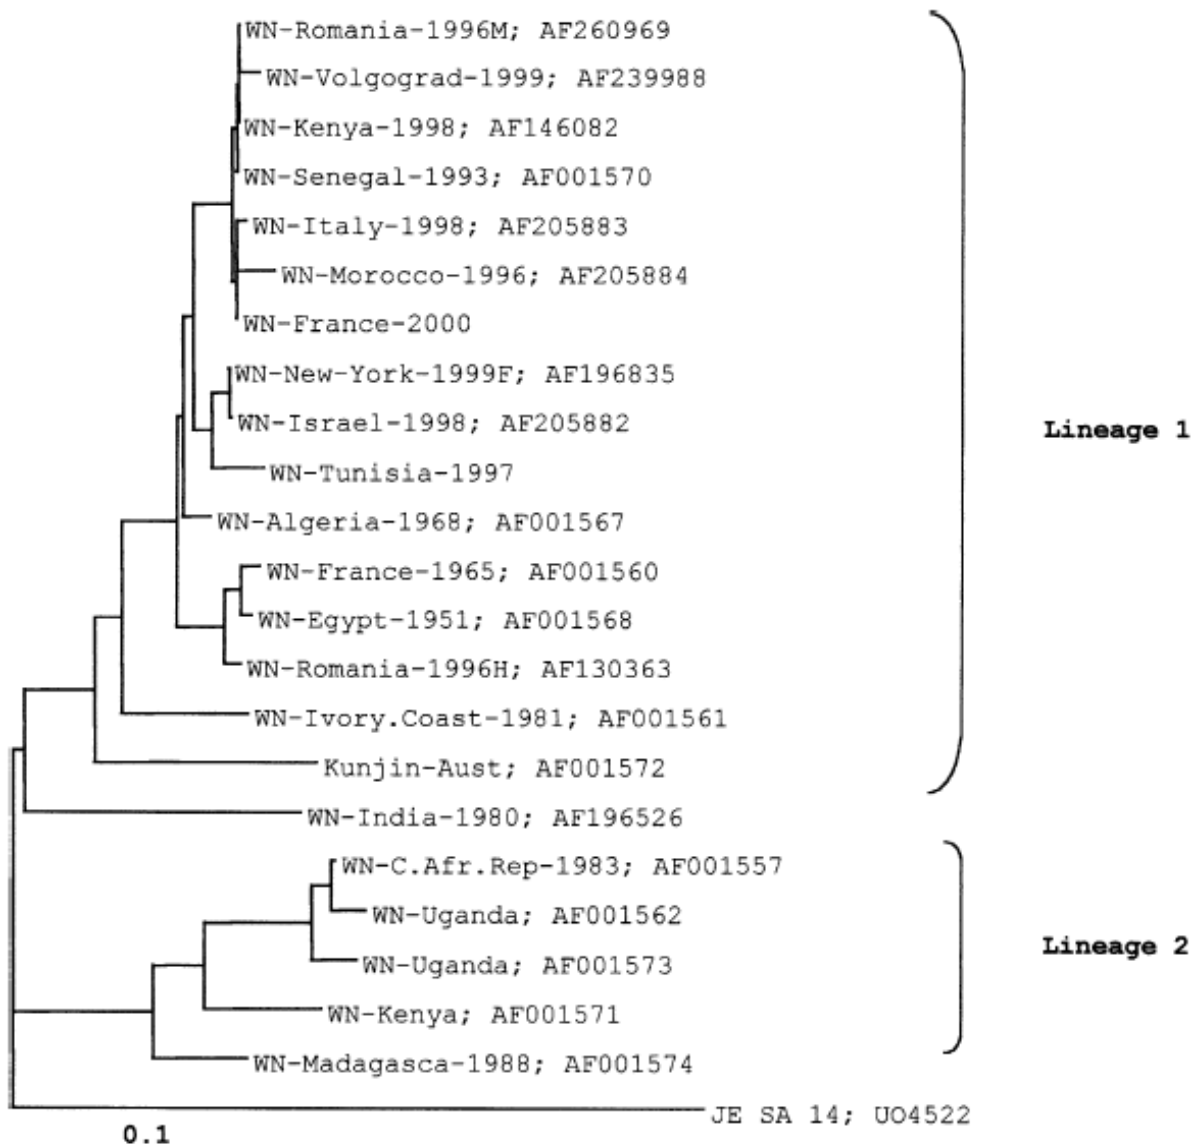 WN-Romania-1996M; AF260969
WN-Volgograd-1999; AF239988
WN-Kenya-1998; AF146082
WN-Senegal-1993; AF001570
WN-Italy-1998; AF205883
WN-Morocco-1996; AF205884
WN-France-2000
WN-New-York-1999F; AF196835
WN-Israel-1998; AF205882
Lineage 1
WN-Tunisia-1997
WN-Algeria-1968; AF001567
WN-France-1965; AF001560
WN-Egypt-1951; AF001568
WN-Romania-1996H; AF130363
WN-Ivory.Coast-1981; AF001561
Kunjin-Aust; AF001572
WN-India-1980; AF196526
WN-C.Afr.Rep-1983; AF001557
WN-Uganda; AF001562
Lineage 2
WN-Uganda; AF001573
WN-Kenya; AF001571
WN-Madagasca-1988; AF001574
JE SA 14; UO4522
0.1